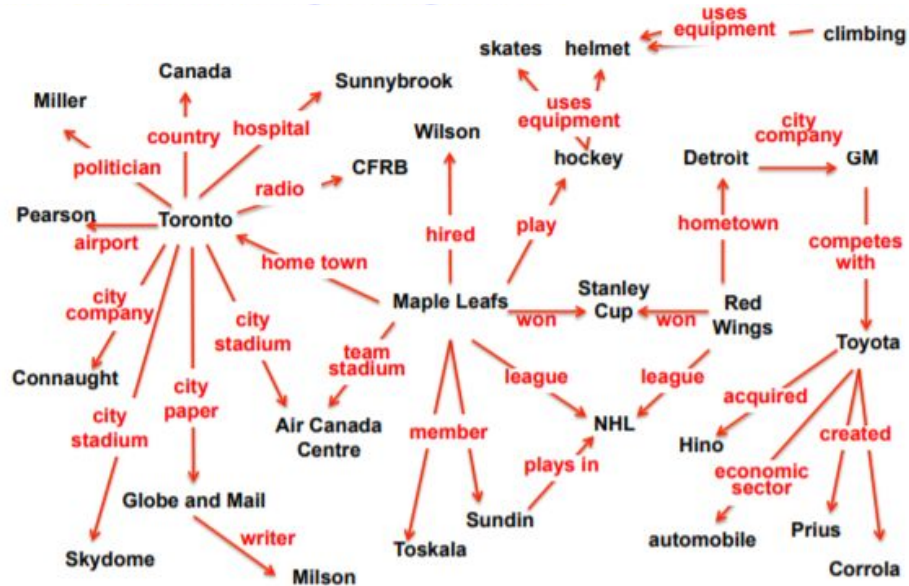 uses
equipment
climbing
skates
helmet
Canada
Sunnybrook
Miller
country
hospital
Wilson
uses
equipment
city
company
politician
CFRB
hockey
Detroit
GM
radio
Pearson
Toronto
airport
hired
play
hometown
competes
with
home town
city
company
Maple Leafs
Stanley
Cup
Red
Wings
won
won
city
stadium
team
stadium
Toyota
Connaught
city
paper
league
league
acquired
city
stadium
Air Canada
Centre
member
NHL
Hino
created
plays in
economic
sector
Globe and Mail
Sundin
Prius
automobile
writer
Toskala
Skydome
Milson
Corrola